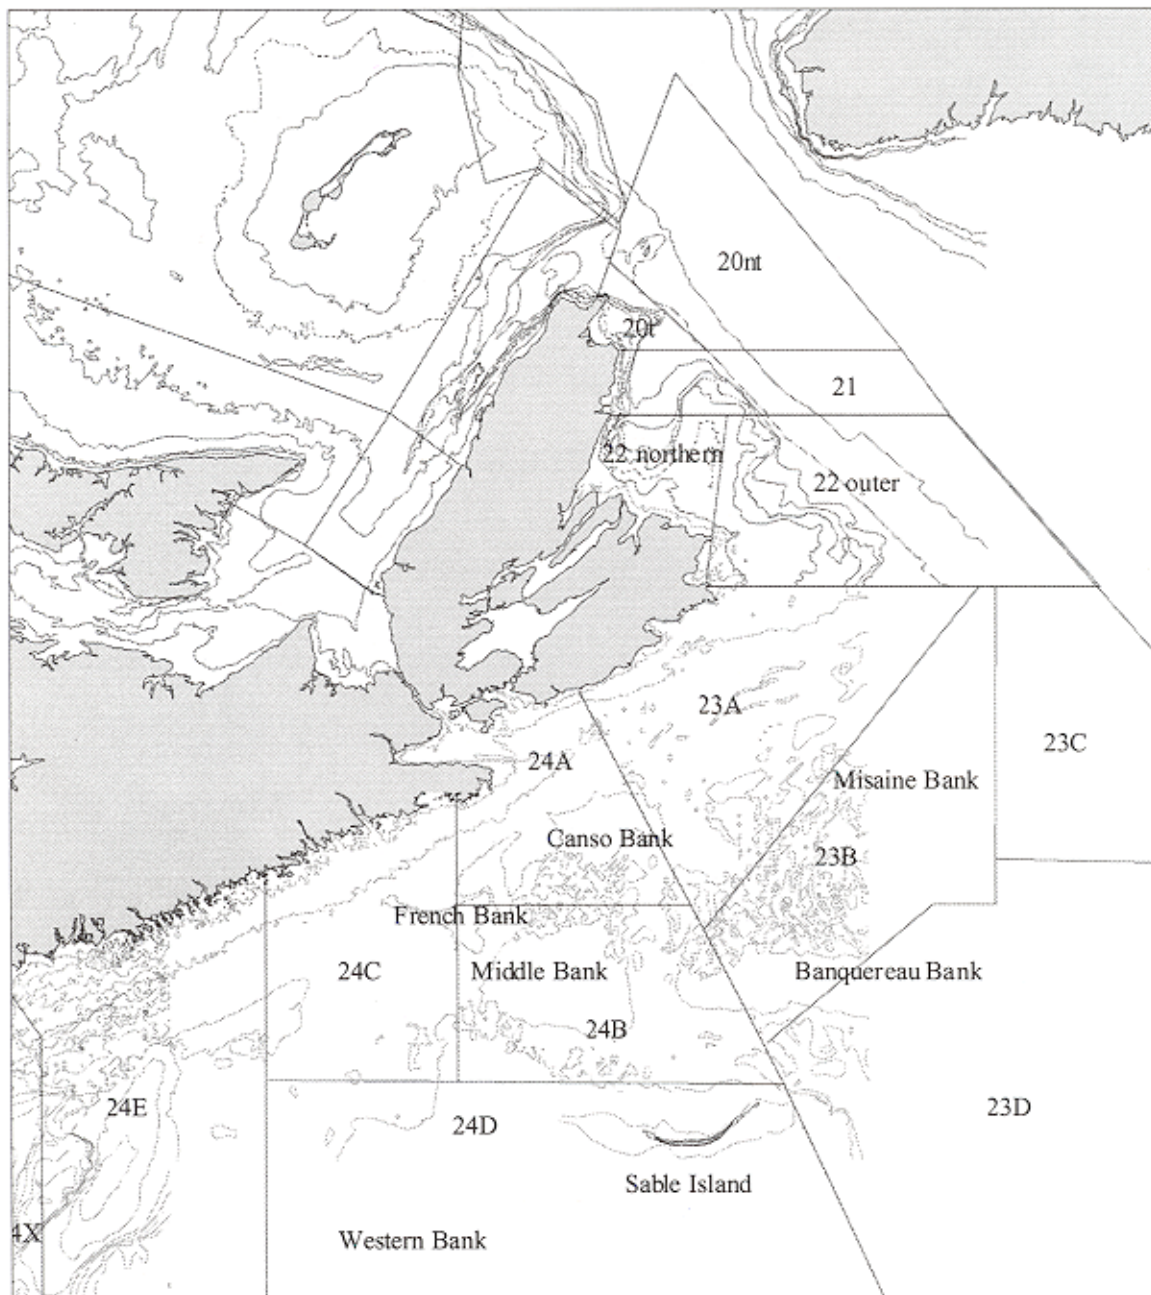 20nt
20t
21
22 northern
22 outer
23A
23C
24A
Misaine Bank
Canso Bank
23B
French Bank
24C
Middle Bank
Banquereau Bank
24B
24E
24D
23D
Sable Island
4X
Western Bank